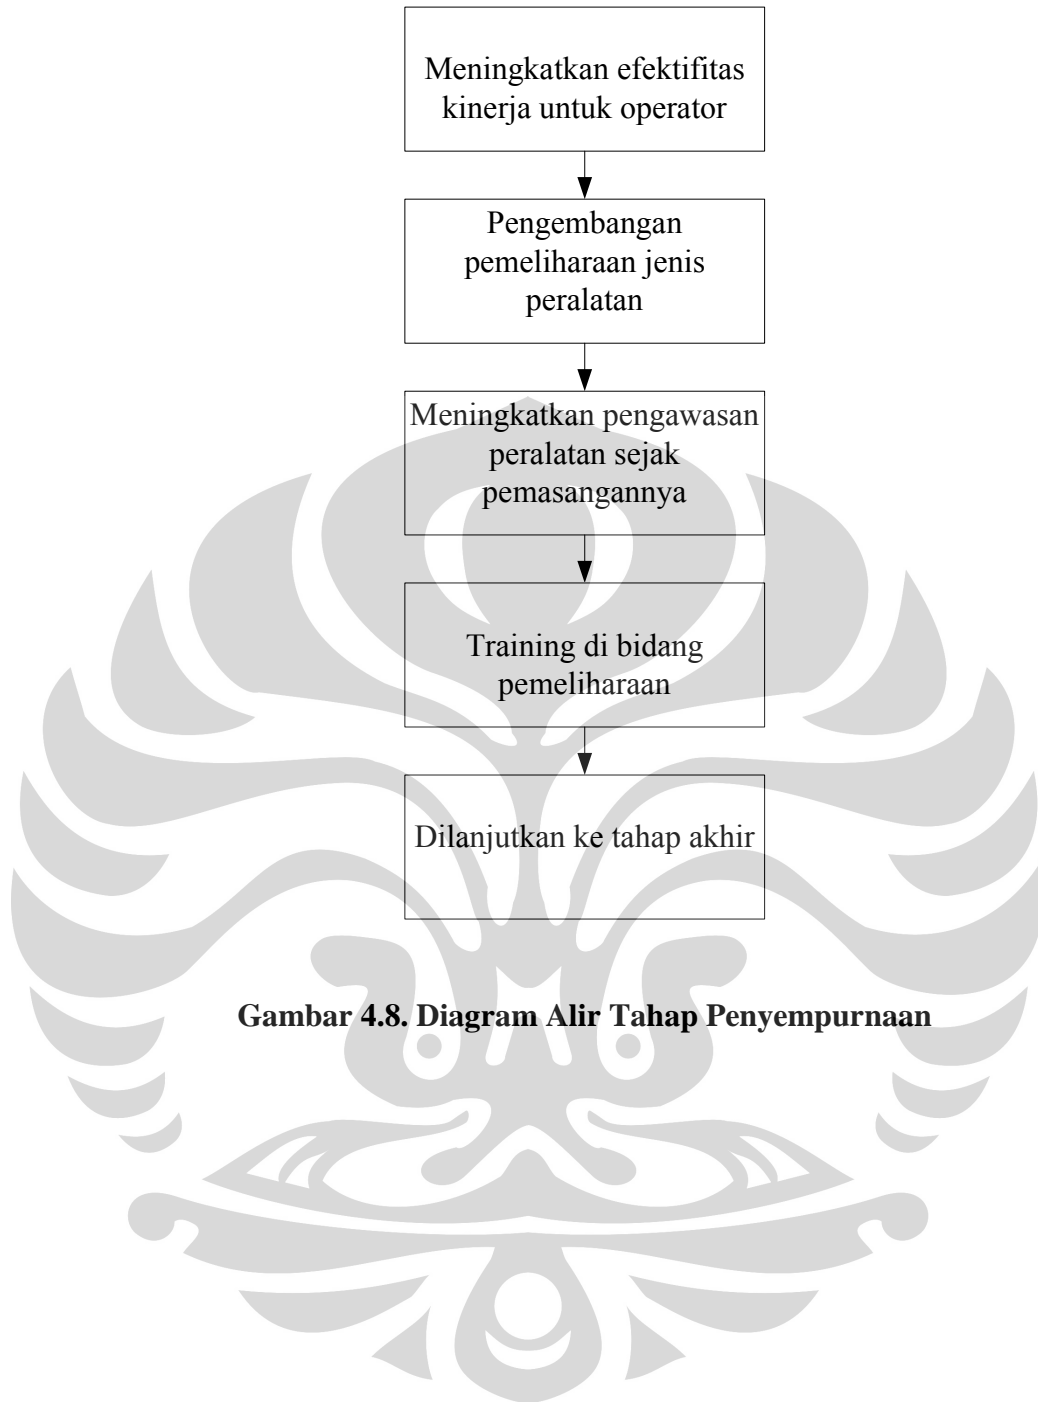 Meningkatkan efektifitas
kinerja untuk operator
Pengembangan
pemeliharaan jenis
peralatan
Meningkatkan pengawasan
peralatan sejak
pemasangannya
Training di bidang
pemeliharaan
Dilanjutkan ke tahap akhir
Gambar 4.8. Diagram Alir Tahap Penyempurnaan